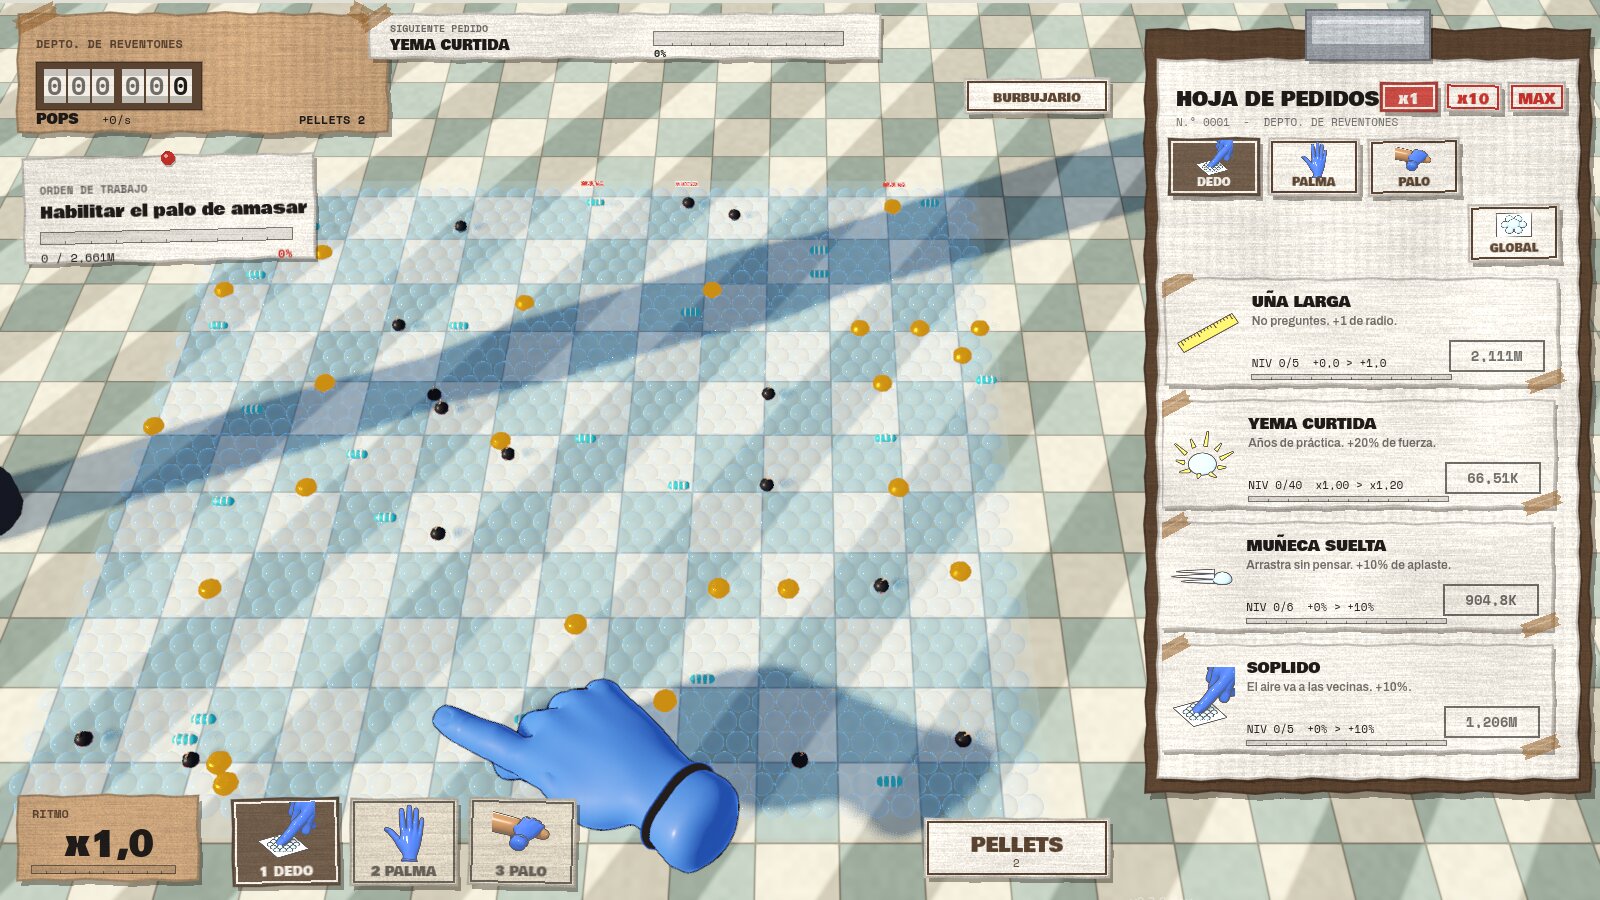 DEPTO. DE REVENTONES
000000
POPS +0/s PELLETS 2
SIGUIENTE PEDIDO
YEMA CURTIDA
0%
BURBUJARIO
ORDEN DE TRABAJO
Habilitar el palo de amasar
0 / 2,661M 0%
HOJA DE PEDIDOS x1 x10 MAX
N.° 0001 - DEPTO. DE REVENTONES
DEDO PALMA PALO
GLOBAL
UÑA LARGA
No preguntes. +1 de radio.
NIV 0/5 +0,0 > +1,0
2,111M
YEMA CURTIDA
Años de práctica. +20% de fuerza.
NIV 0/40 x1,00 > x1,20
66,51K
MUÑECA SUELTA
Arrastra sin pensar. +10% de aplaste.
NIV 0/6 +0% > +10%
904,8K
SOPLIDO
El aire va a las vecinas. +10%.
NIV 0/5 +0% > +10%
1,206M
RITMO
x1,0
1 DEDO
2 PALMA
3 PALO
PELLETS
2